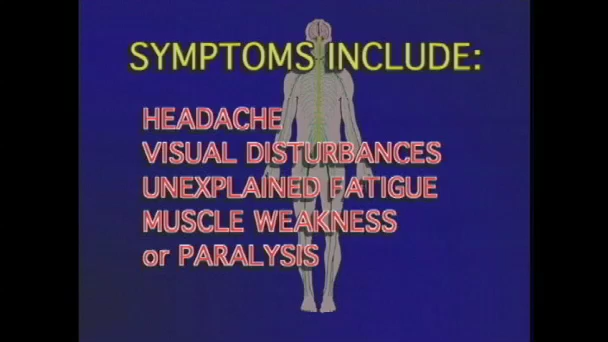 SYMPTOMS INCLUDE:
HEADACHE
VISUAL DISTURBANCES
UNEXPLAINED FATIGUE
MUSCLE WEAKNESS
or PARALYSIS